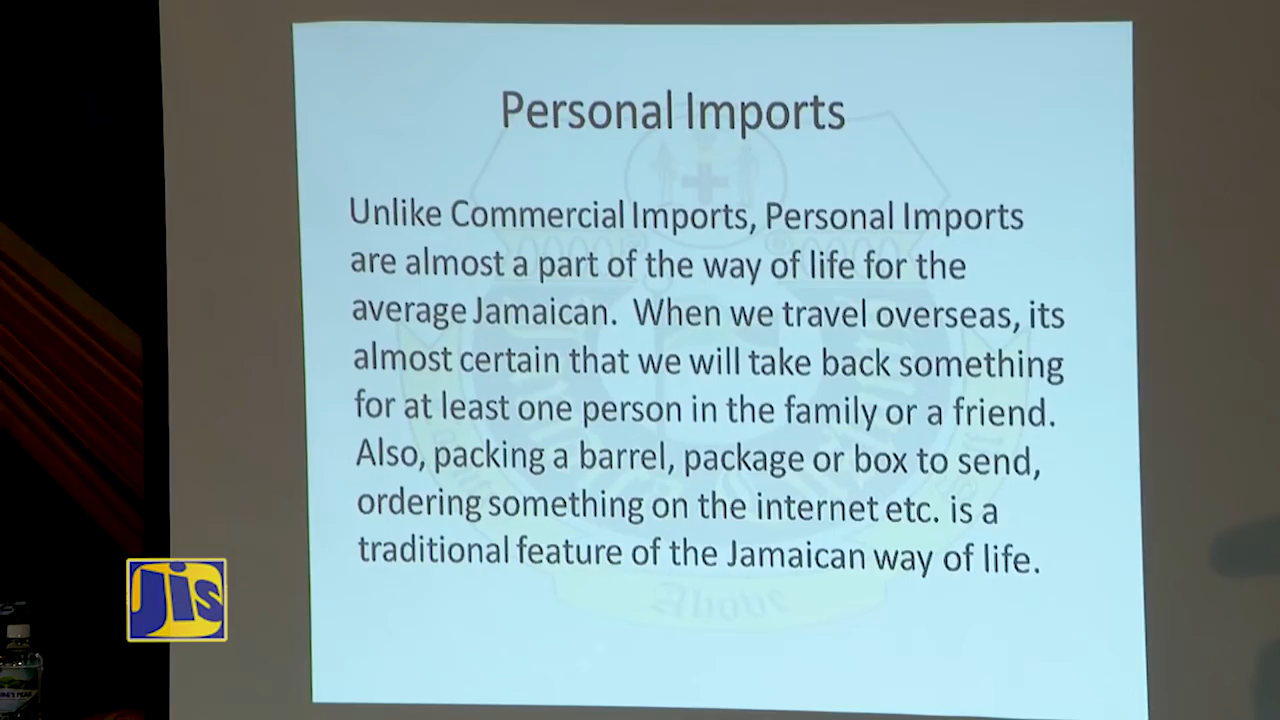 Personal Imports
Unlike Commercial Imports, Personal Imports
are almost a part of the way of life for the
average Jamaican. When we travel overseas, its
almost certain that we will take back something
for at least one person in the family or a friend.
Also, packing a barrel, package or box to send,
ordering something on the internet etc. is a
traditional feature of the Jamaican way of life.
Above
JIS